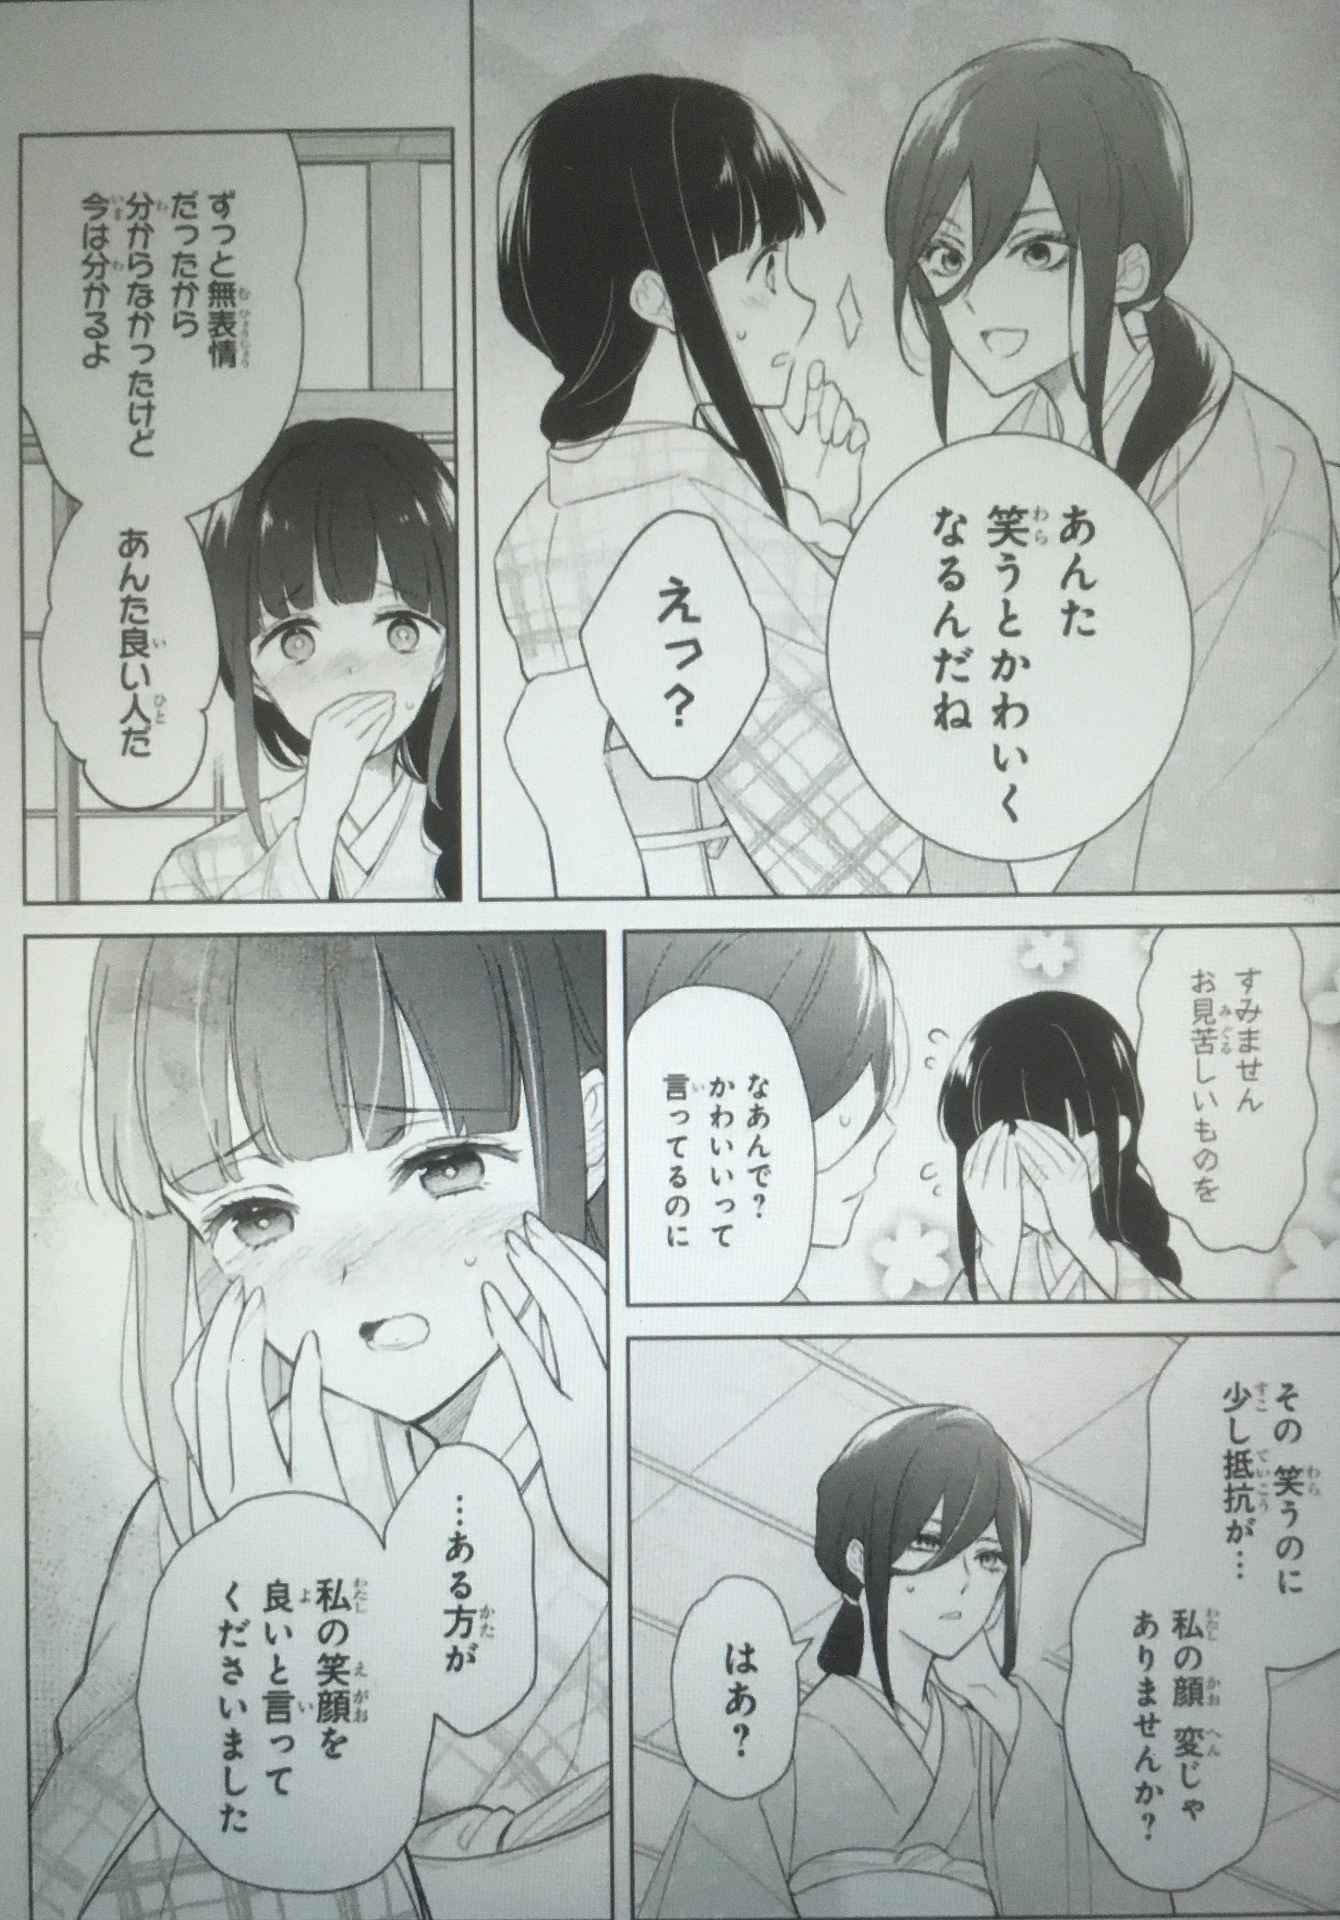 あんた
笑うとかわいく
なるんだね
えっ?
ずっと無表情
だったから
分からなかったけど
今は分かるよ
あんた良い人だ
すみません
お見苦しいものを
なあんで?
かわいいって
言ってるのに
その 笑うのに
少し抵抗が…
私の顔 変じゃ
ありませんか?
はあ?
…ある方が
私の笑顔を
良いと言って
くださいました